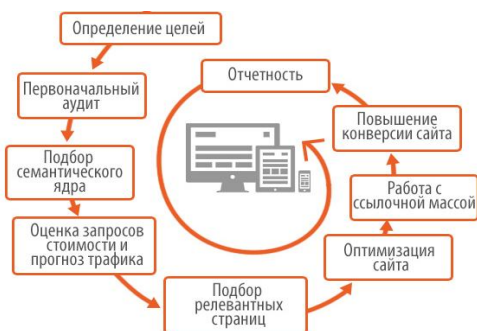 Определение целей
Первоначальный
аудит
Подбор
семантического
ядра
Оценка запросов
стоимости и
прогноз трафика
Подбор
релевантных
страниц
Оптимизация
сайта
Работа с
ссылочной массой
Повышение
конверсии сайта
Отчетность